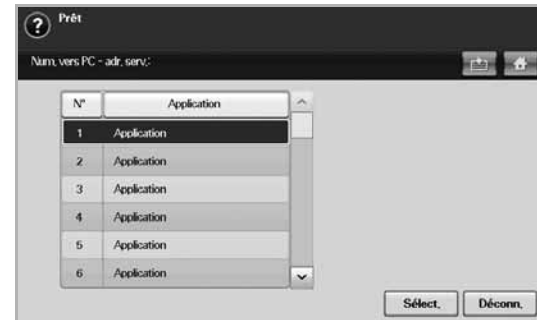 ?
Prêt
Num. vers PC - adr. serv.:
N° Application
1 Application
2 Application
3 Application
4 Application
5 Application
6 Application
Sélect. Déconn.